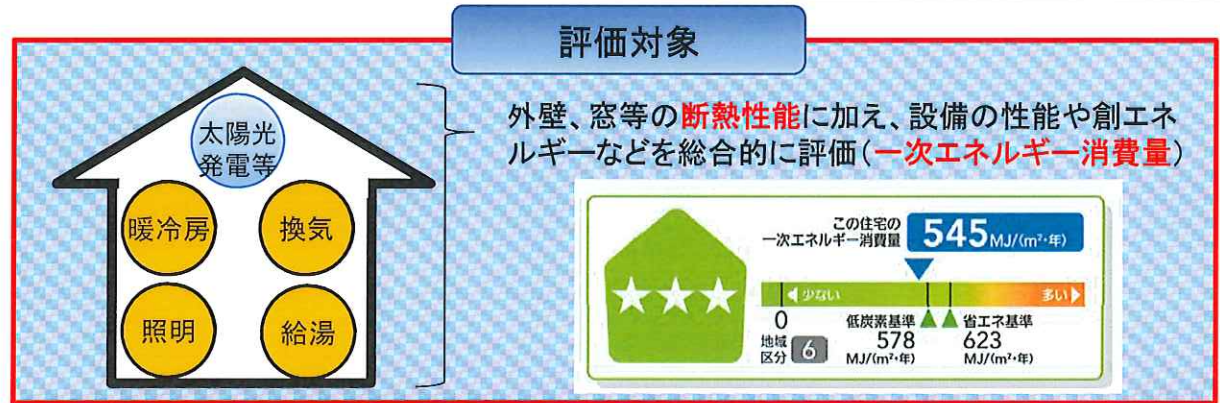 評価対象
太陽光
発電等
暖冷房
換気
照明
給湯
外壁、窓等の断熱性能に加え、設備の性能や創エネ
ルギーなどを総合的に評価(一次エネルギー消費量)
この住宅の
一次エネルギー消費量
545 MJ/(m²・年)
少ない
多い
0
地域
区分
6
低炭素基準
578
MJ/(m²・年)
省エネ基準
623
MJ/(m²・年)